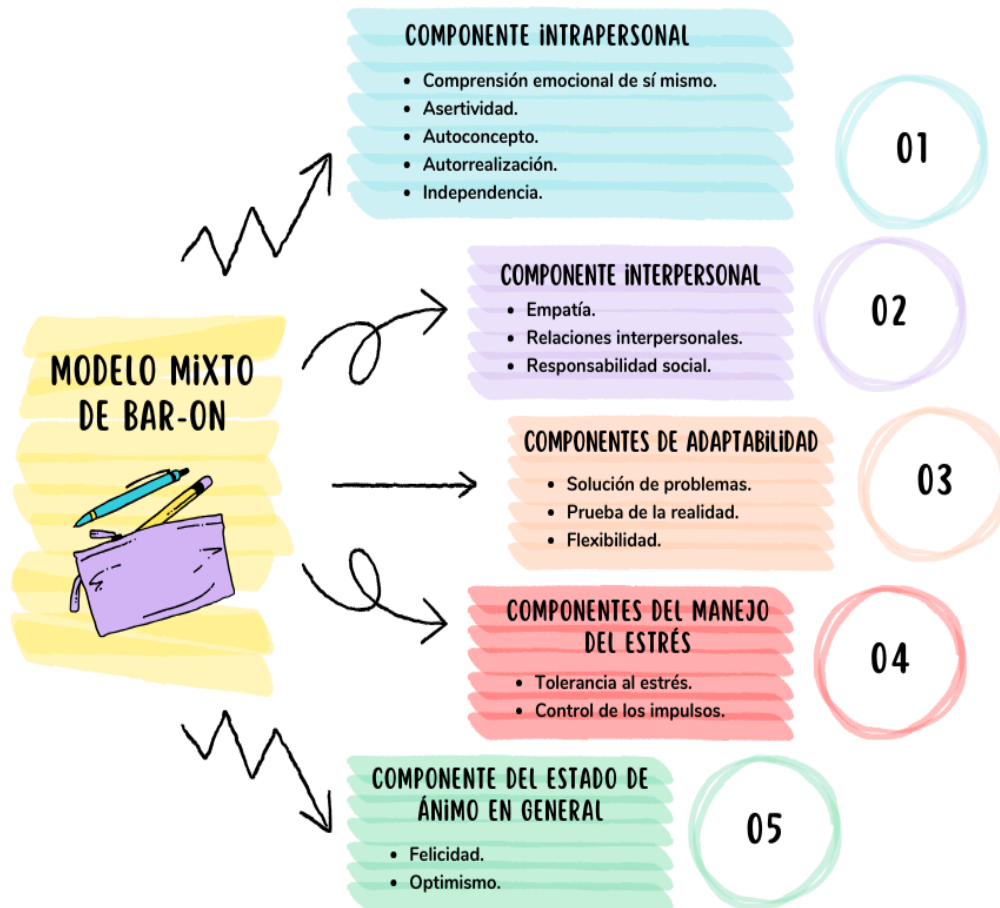 COMPONENTE INTRAPERSONAL
• Comprensión emocional de sí mismo.
• Asertividad.
• Autoconcepto.
• Autorrealización.
• Independencia.
01
COMPONENTE INTERPERSONAL
• Empatía.
• Relaciones interpersonales.
• Responsabilidad social.
02
MODELO MIXTO
DE BAR-ON
COMPONENTES DE ADAPTABILIDAD
• Solución de problemas.
• Prueba de la realidad.
• Flexibilidad.
03
COMPONENTES DEL MANEJO
DEL ESTRÉS
• Tolerancia al estrés.
• Control de los impulsos.
04
COMPONENTE DEL ESTADO DE
ÁNIMO EN GENERAL
• Felicidad.
• Optimismo.
05